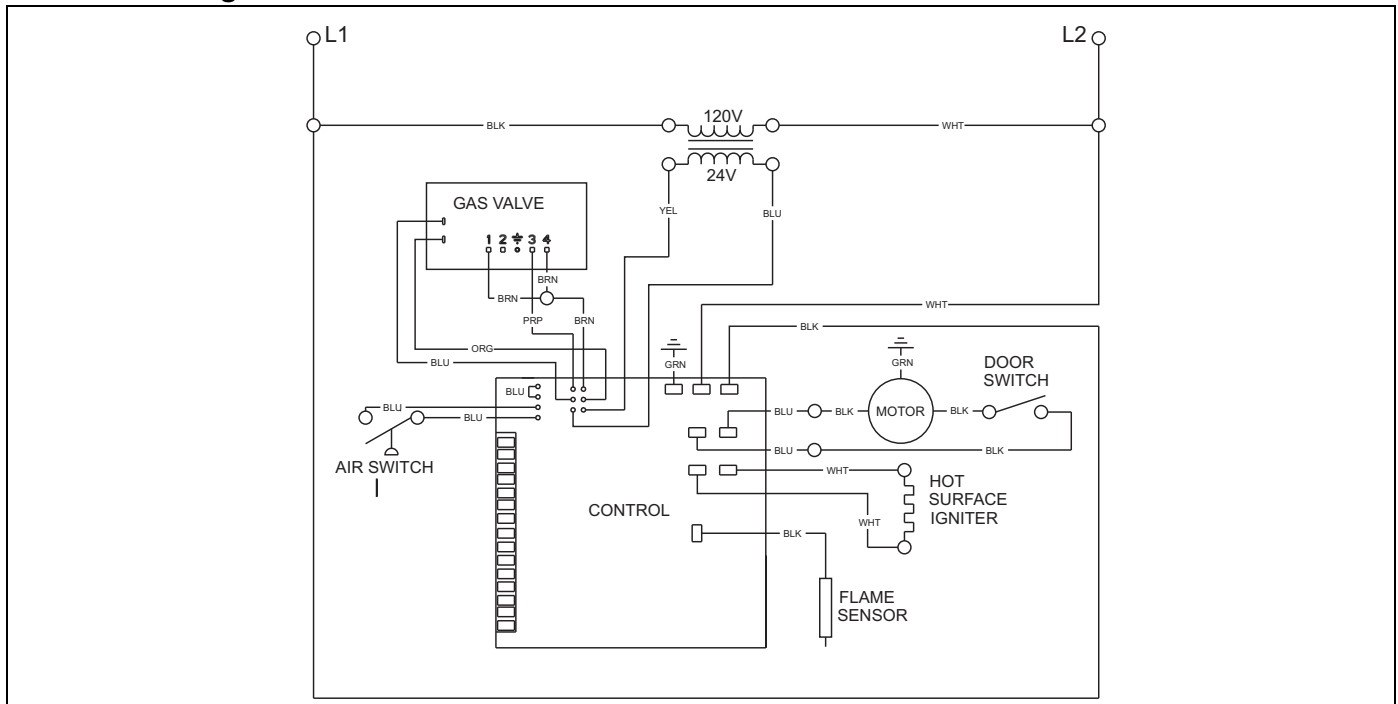 g
L1
L2
120V
BLK
WHT
24V
GAS VALVE
YEL
BLU
1 2 3 4
BRN
BRN
WHT
PRP
BRN
BLK
ORG
BLU
GRN
GRN
DOOR
SWITCH
BLU
BLU
BLU
BLU
BLK
MOTOR
BLK
AIR SWITCH
BLU
BLK
WHT
HOT
SURFACE
IGNITER
CONTROL
WHT
BLK
FLAME
SENSOR